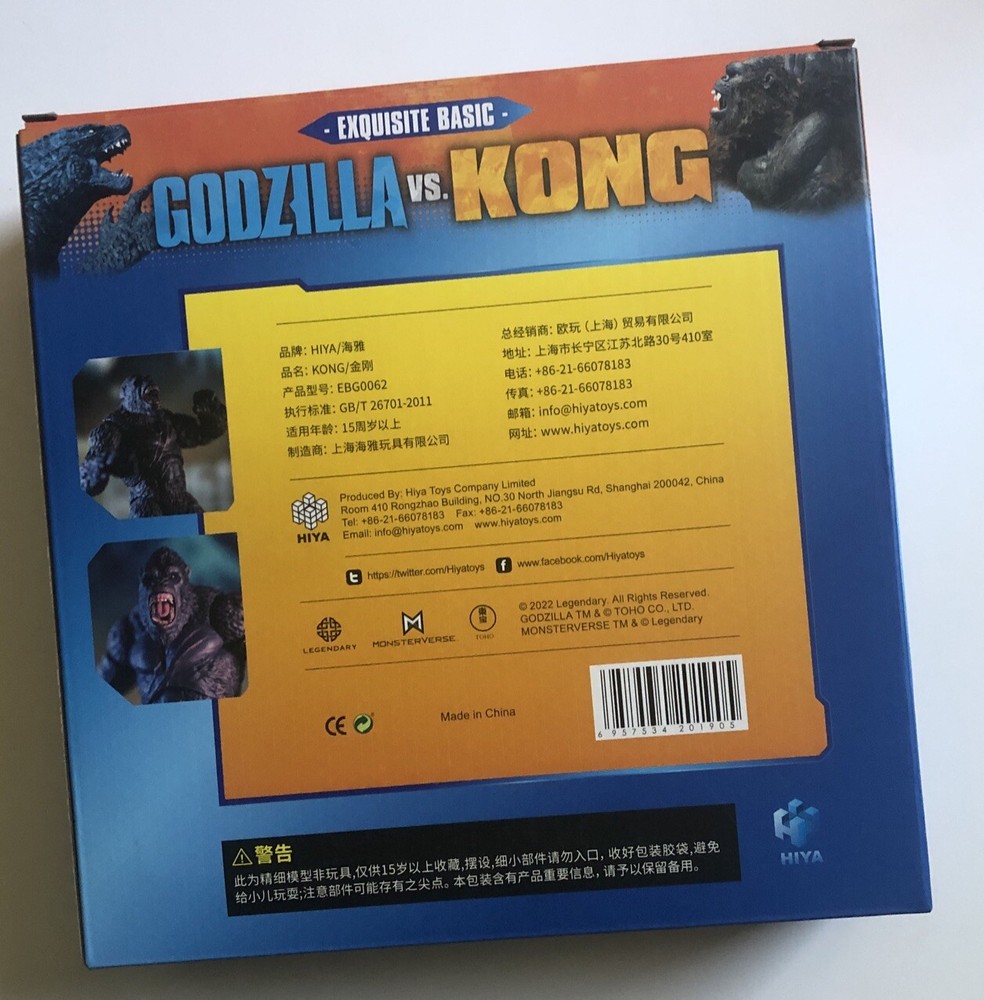 - EXQUISITE BASIC -
GODZILLA VS. KONG
品牌: HIYA/海雅
品名: KONG/金刚
产品型号: EBG0062
执行标准: GB/T 26701-2011
适用年龄: 15周岁以上
制造商: 上海海雅玩具有限公司
总经销商: 欧玩（上海）贸易有限公司
地址: 上海市长宁区江苏北路30号410室
电话: +86-21-66078183
传真: +86-21-66078183
邮箱: info@hiyatoys.com
网址: www.hiyatoys.com
HIYA
Produced By: Hiya Toys Company Limited
Room 410 Rongzhao Building, NO.30 North Jiangsu Rd, Shanghai 200042, China
Tel: +86-21-66078183 Fax: +86-21-66078183
Email: info@hiyatoys.com www.hiyatoys.com
https://twitter.com/Hiyatoys www.facebook.com/Hiyatoys
LEGENDARY
MONSTERVERSE
東宝
TOHO
© 2022 Legendary. All Rights Reserved.
GODZILLA TM & © TOHO CO., LTD.
MONSTERVERSE TM & © Legendary
CE
Made in China
6 957534 201905
警告
此为精细模型非玩具,仅供15岁以上收藏,摆设,细小部件请勿入口，收好包装胶袋,避免
给小儿玩耍;注意部件可能存有之尖点。本包装含有产品重要信息，请予以保留备用。
HIYA